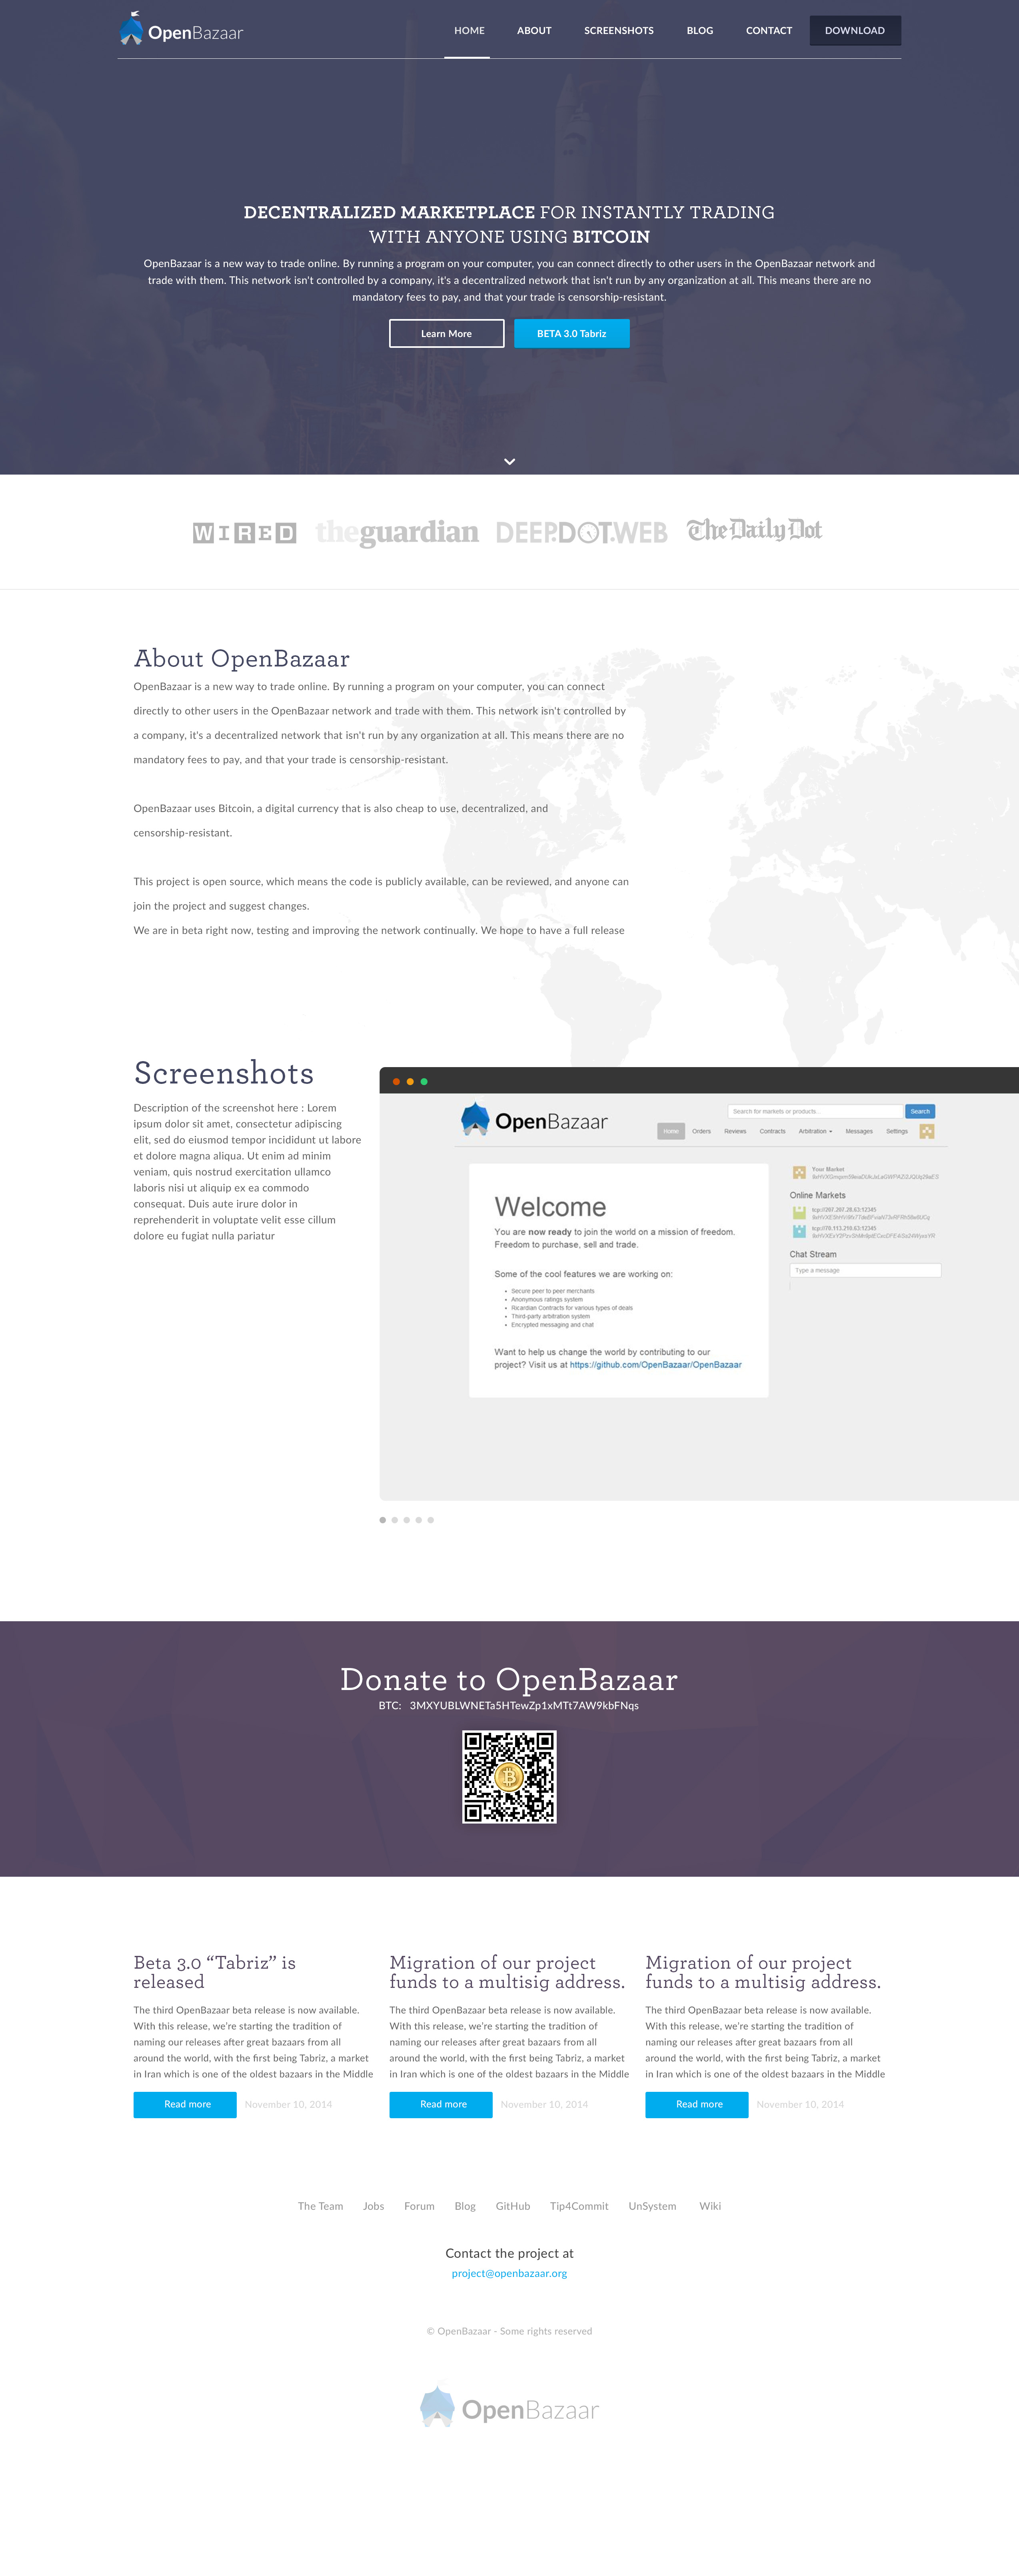 OpenBazaar
HOME ABOUT SCREENSHOTS BLOG CONTACT DOWNLOAD
DECENTRALIZED MARKETPLACE FOR INSTANTLY TRADING
WITH ANYONE USING BITCOIN
OpenBazaar is a new way to trade online. By running a program on your computer, you can connect directly to other users in the OpenBazaar network and
trade with them. This network isn't controlled by a company, it's a decentralized network that isn't run by any organization at all. This means there are no
mandatory fees to pay, and that your trade is censorship-resistant.
Learn More BETA 3.0 Tabriz
WIRED theguardian DEEP.DOT.WEB The Daily Dot
About OpenBazaar
OpenBazaar is a new way to trade online. By running a program on your computer, you can connect
directly to other users in the OpenBazaar network and trade with them. This network isn't controlled by
a company, it's a decentralized network that isn't run by any organization at all. This means there are no
mandatory fees to pay, and that your trade is censorship-resistant.
OpenBazaar uses Bitcoin, a digital currency that is also cheap to use, decentralized, and
censorship-resistant.
This project is open source, which means the code is publicly available, can be reviewed, and anyone can
join the project and suggest changes.
We are in beta right now, testing and improving the network continually. We hope to have a full release
Screenshots
Description of the screenshot here : Lorem
ipsum dolor sit amet, consectetur adipiscing
elit, sed do eiusmod tempor incididunt ut labore
et dolore magna aliqua. Ut enim ad minim
veniam, quis nostrud exercitation ullamco
laboris nisi ut aliquip ex ea commodo
consequat. Duis aute irure dolor in
reprehenderit in voluptate velit esse cillum
dolore eu fugiat nulla pariatur
OpenBazaar
Search for markets or products... Search
Home Orders Reviews Contracts Arbitration Messages Settings
Welcome
You are now ready to join the world on a mission of freedom.
Freedom to purchase, sell and trade.
Some of the cool features we are working on:
• Secure peer to peer merchants
• Anonymous ratings system
• Ricardian Contracts for various types of deals
• Third-party arbitration system
• Encrypted messaging and chat
Want to help us change the world by contributing to our
project? Visit us at https://github.com/OpenBazaar/OpenBazaar
Your Market
Online Markets
tcp://207.207.28.63:12345
tcp://70.113.210.63:12345
Chat Stream
Type a message
Donate to OpenBazaar
BTC: 3MXYUBLWNETa5HTewZp1xMTt7AW9kbFNqs
Beta 3.0 “Tabriz” is
released
The third OpenBazaar beta release is now available.
With this release, we're starting the tradition of
naming our releases after great bazaars from all
around the world, with the first being Tabriz, a market
in Iran which is one of the oldest bazaars in the Middle
Read more November 10, 2014
Migration of our project
funds to a multisig address.
The third OpenBazaar beta release is now available.
With this release, we're starting the tradition of
naming our releases after great bazaars from all
around the world, with the first being Tabriz, a market
in Iran which is one of the oldest bazaars in the Middle
Read more November 10, 2014
Migration of our project
funds to a multisig address.
The third OpenBazaar beta release is now available.
With this release, we're starting the tradition of
naming our releases after great bazaars from all
around the world, with the first being Tabriz, a market
in Iran which is one of the oldest bazaars in the Middle
Read more November 10, 2014
The Team Jobs Forum Blog GitHub Tip4Commit UnSystem Wiki
Contact the project at
project@openbazaar.org
© OpenBazaar - Some rights reserved
OpenBazaar